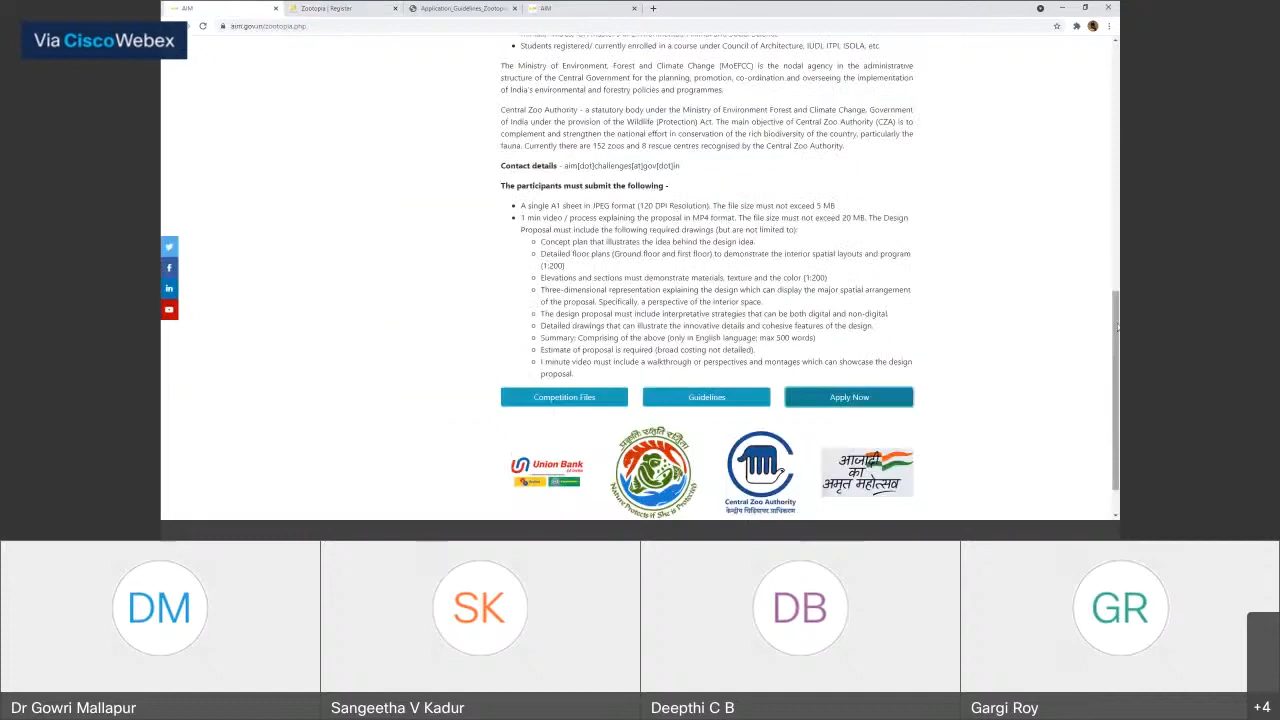 AIM
Zootopia | Register
Application_Guidelines_Zootopi
AIM
aim.gov.in/zootopia.php
Via CiscoWebex
Students registered/ currently enrolled in a course under Council of Architecture, IUDI, ITPI, ISOLA, etc
The Ministry of Environment, Forest and Climate Change (MoEFCC) is the nodal agency in the administrative
structure of the Central Government for the planning, promotion, co-ordination and overseeing the implementation
of India's environmental and forestry policies and programmes.
Central Zoo Authority - a statutory body under the Ministry of Environment Forest and Climate Change, Government
of India under the provision of the Wildlife (Protection) Act. The main objective of Central Zoo Authority (CZA) is to
complement and strengthen the national effort in conservation of the rich biodiversity of the country, particularly the
fauna. Currently there are 152 zoos and 8 rescue centres recognised by the Central Zoo Authority.
Contact details - aim[dot]challenges[at]gov[dot]in
The participants must submit the following -
A single A1 sheet in JPEG format (120 DPI Resolution). The file size must not exceed 5 MB
1 min video / process explaining the proposal in MP4 format. The file size must not exceed 20 MB. The Design
Proposal must include the following required drawings (but are not limited to):
Concept plan that illustrates the idea behind the design idea.
Detailed floor plans (Ground floor and first floor) to demonstrate the interior spatial layouts and program
(1:200)
Elevations and sections must demonstrate materials, texture and the color (1:200)
Three-dimensional representation explaining the design which can display the major spatial arrangement
of the proposal. Specifically, a perspective of the interior space.
The design proposal must include interpretative strategies that can be both digital and non-digital.
Detailed drawings that can illustrate the innovative details and cohesive features of the design.
Summary: Comprising of the above (only in English language: max 500 words)
Estimate of proposal is required (broad costing not detailed).
I minute video must include a walkthrough or perspectives and montages which can showcase the design
proposal.
Competition Files Guidelines Apply Now
Union Bank
of India
प्रकृतिः रक्षति रक्षिता
Nature Protects if She is Protected
Central Zoo Authority
केन्द्रीय चिड़ियाघर प्राधिकरण
आज़ादी का
अमृत महोत्सव
DM SK DB GR
Dr Gowri Mallapur Sangeetha V Kadur Deepthi C B Gargi Roy +4